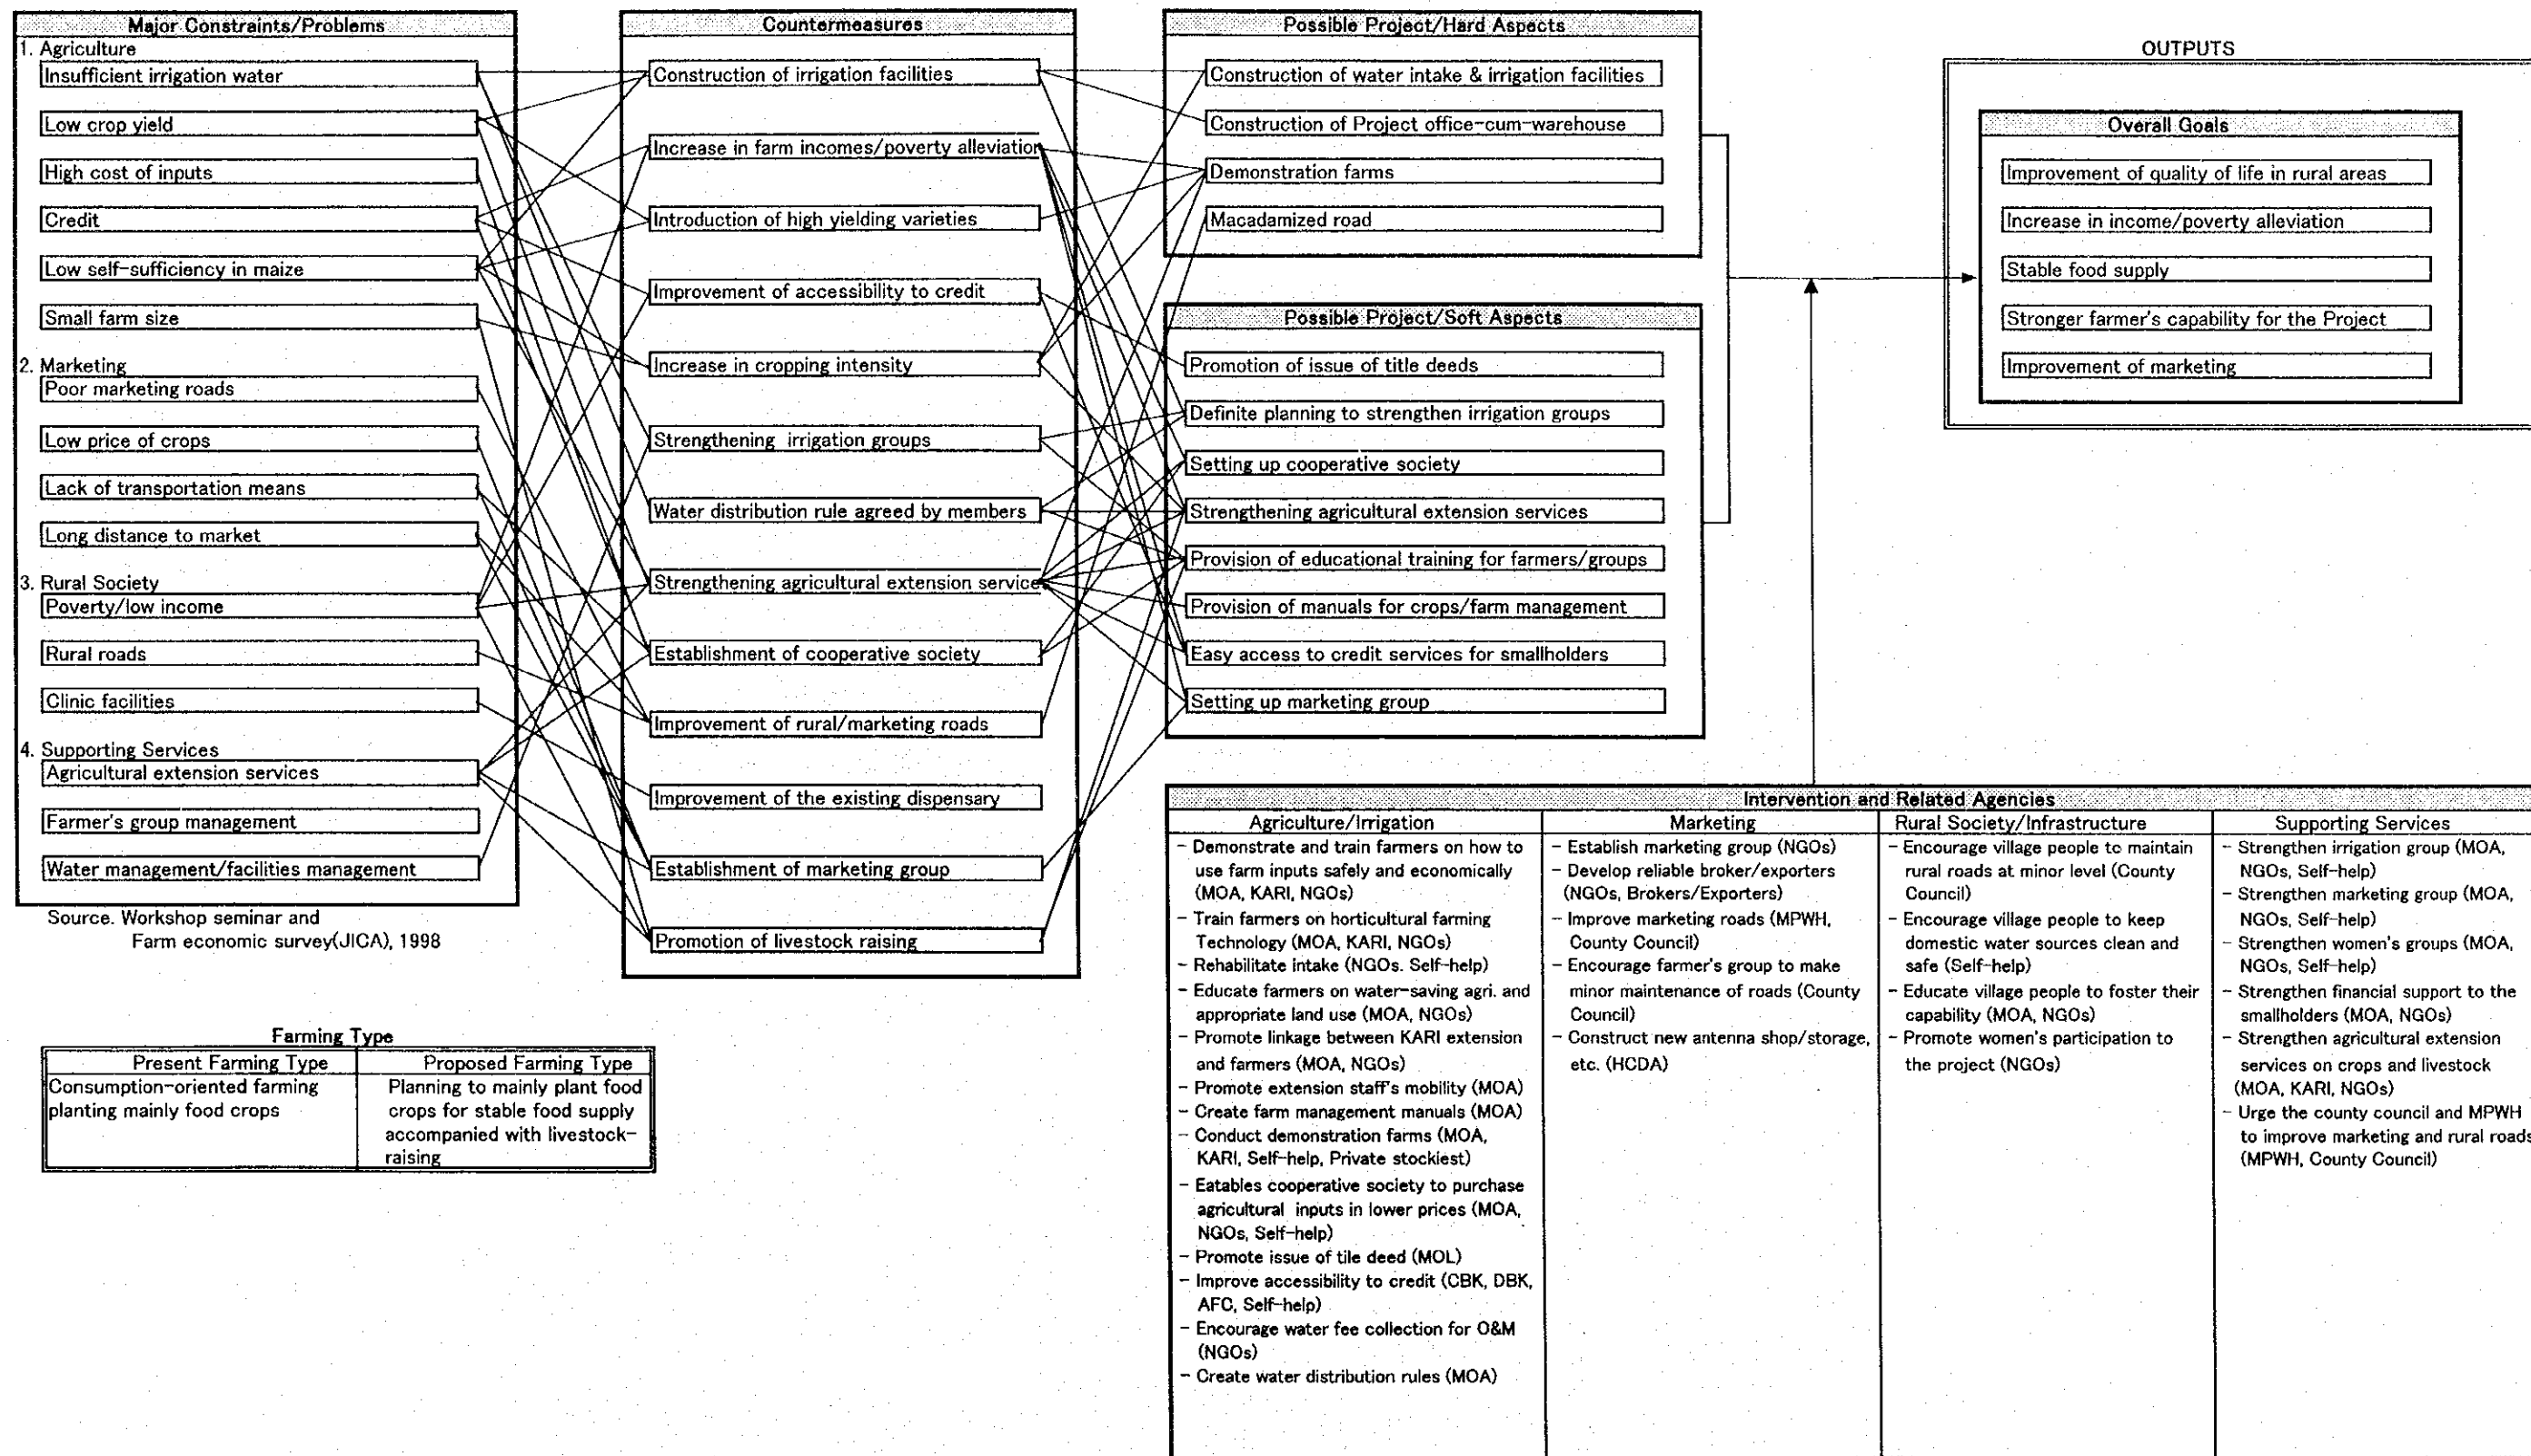 Major Constraints/Problems
1. Agriculture
Insufficient irrigation water
Low crop yield
High cost of inputs
Credit
Low self-sufficiency in maize
Small farm size
2. Marketing
Poor marketing roads
Low price of crops
Lack of transportation means
Long distance to market
3. Rural Society
Poverty/low income
Rural roads
Clinic facilities
4. Supporting Services
Agricultural extension services
Farmer's group management
Water management/facilities management
Source. Workshop seminar and
Farm economic survey(JICA), 1998
Countermeasures
Construction of irrigation facilities
Increase in farm incomes/poverty alleviation
Introduction of high yielding varieties
Improvement of accessibility to credit
Increase in cropping intensity
Strengthening irrigation groups
Water distribution rule agreed by members
Strengthening agricultural extension service
Establishment of cooperative society
Improvement of rural/marketing roads
Improvement of the existing dispensary
Establishment of marketing group
Promotion of livestock raising
Possible Project/Hard Aspects
Construction of water intake & irrigation facilities
Construction of Project office-cum-warehouse
Demonstration farms
Macadamized road
Possible Project/Soft Aspects
Promotion of issue of title deeds
Definite planning to strengthen irrigation groups
Setting up cooperative society
Strengthening agricultural extension services
Provision of educational training for farmers/groups
Provision of manuals for crops/farm management
Easy access to credit services for smallholders
Setting up marketing group
OUTPUTS
Overall Goals
Improvement of quality of life in rural areas
Increase in income/poverty alleviation
Stable food supply
Stronger farmer's capability for the Project
Improvement of marketing
Farming Type
Present Farming Type
Consumption-oriented farming
planting mainly food crops
Proposed Farming Type
Planning to mainly plant food
crops for stable food supply
accompanied with livestock-
raising
Intervention and Related Agencies
Agriculture/Irrigation
- Demonstrate and train farmers on how to
use farm inputs safely and economically
(MOA, KARI, NGOs)
- Train farmers on horticultural farming
Technology (MOA, KARI, NGOs)
- Rehabilitate intake (NGOs. Self-help)
- Educate farmers on water-saving agri. and
appropriate land use (MOA, NGOs)
- Promote linkage between KARI extension
and farmers (MOA, NGOs)
- Promote extension staff's mobility (MOA)
- Create farm management manuals (MOA)
- Conduct demonstration farms (MOA,
KARI, Self-help, Private stockiest)
- Eatables cooperative society to purchase
agricultural inputs in lower prices (MOA,
NGOs, Self-help)
- Promote issue of tile deed (MOL)
- Improve accessibility to credit (CBK, DBK,
AFC, Self-help)
- Encourage water fee collection for O&M
(NGOs)
- Create water distribution rules (MOA)
Marketing
- Establish marketing group (NGOs)
- Develop reliable broker/exporters
(NGOs, Brokers/Exporters)
- Improve marketing roads (MPWH,
County Council)
- Encourage farmer's group to make
minor maintenance of roads (County
Council)
- Construct new antenna shop/storage,
etc. (HCDA)
Rural Society/Infrastructure
- Encourage village people to maintain
rural roads at minor level (County
Council)
- Encourage village people to keep
domestic water sources clean and
safe (Self-help)
- Educate village people to foster their
capability (MOA, NGOs)
- Promote women's participation to
the project (NGOs)
Supporting Services
- Strengthen irrigation group (MOA,
NGOs, Self-help)
- Strengthen marketing group (MOA,
NGOs, Self-help)
- Strengthen women's groups (MOA,
NGOs, Self-help)
- Strengthen financial support to the
smallholders (MOA, NGOs)
- Strengthen agricultural extension
services on crops and livestock
(MOA, KARI, NGOs)
- Urge the county council and MPWH
to improve marketing and rural roads
(MPWH, County Council)